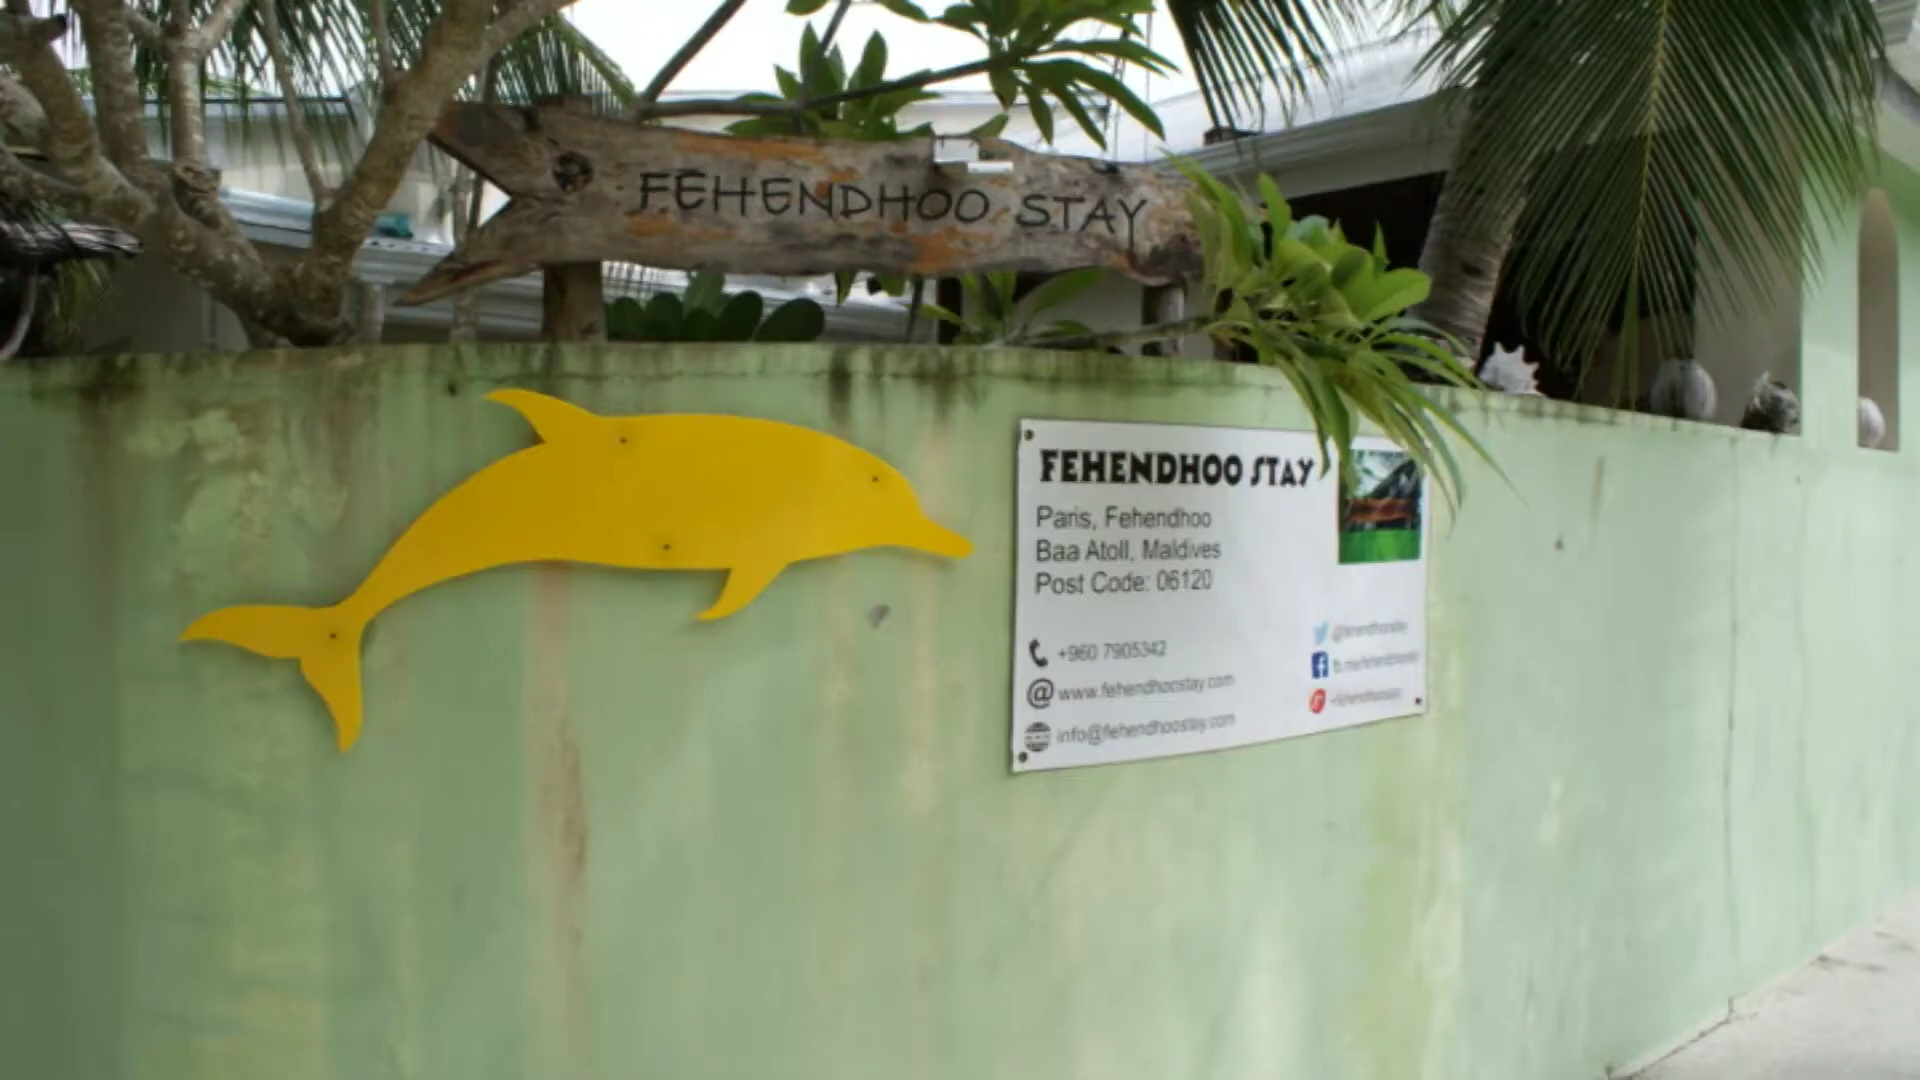 FEHENDHOO STAY
FEHENDHOO STAY
Paris, Fehendhoo
Baa Atoll, Maldives
Post Code: 06120
+960 7905342
www.fehendhoostay.com
info@fehendhoostay.com
@fehendhoostay